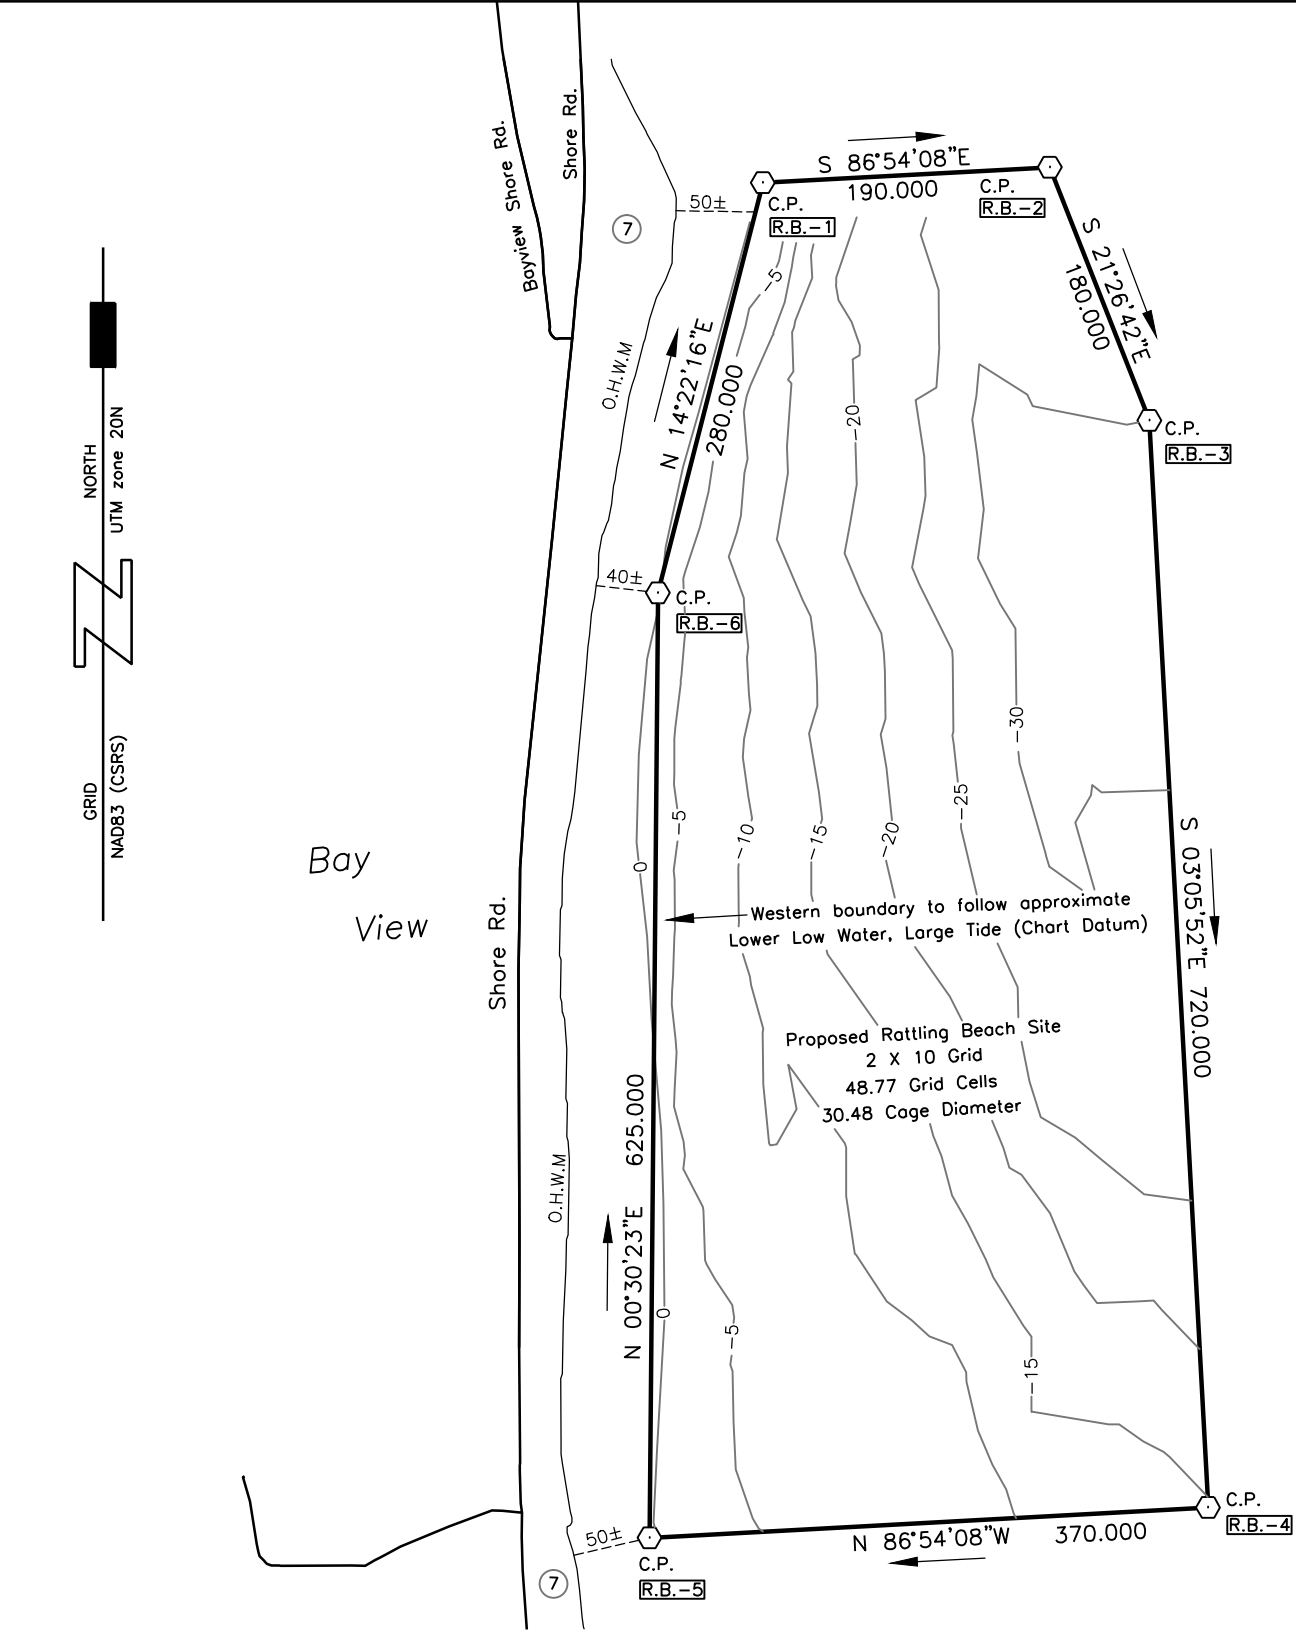 Bayview Shore Rd.
Shore Rd.
50±
7
S 86°54'08"E
190.000
C.P.
R.B.-1
C.P.
R.B.-2
S 21°26'42"E
180.000
C.P.
R.B.-3
-5
O.H.W.M
N 14°22'16"E
280.000
-20
NORTH
UTM zone 20N
GRID
NAD83 (CSRS)
40±
C.P.
R.B.-6
-30
-25
-5
-10
-15
-20
0
Bay
View
Shore Rd.
S 03°05'52"E 720.000
Western boundary to follow approximate
Lower Low Water, Large Tide (Chart Datum)
Proposed Rattling Beach Site
2 X 10 Grid
48.77 Grid Cells
30.48 Cage Diameter
N 00°30'23"E 625.000
O.H.W.M
0
-5
-15
50±
7
C.P.
R.B.-5
N 86°54'08"W 370.000
C.P.
R.B.-4